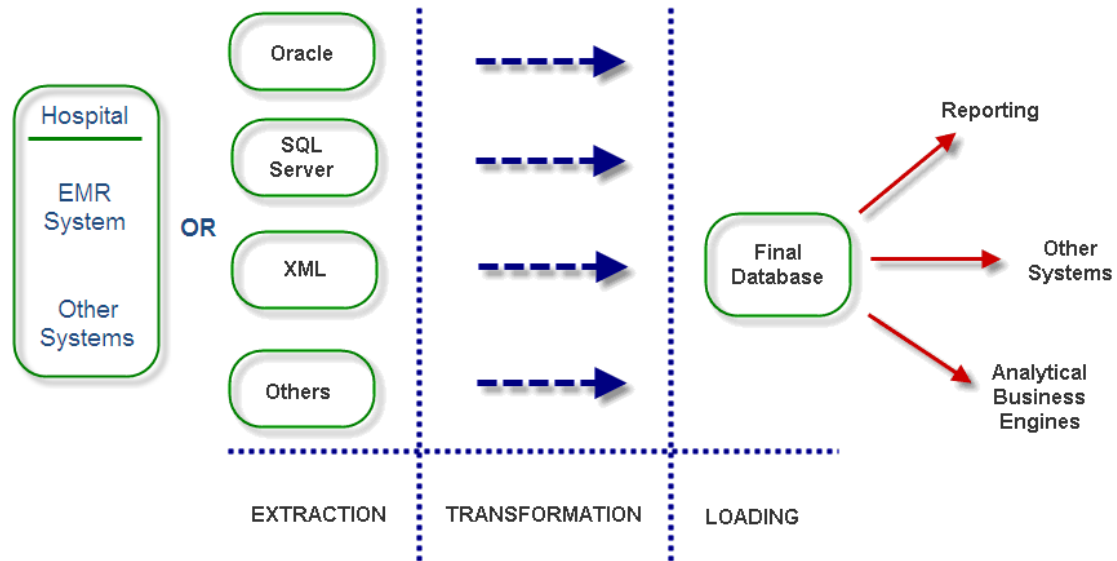 Hospital
EMR
System
Other
Systems
OR
Oracle
SQL
Server
XML
Others
Final
Database
Reporting
Other
Systems
Analytical
Business
Engines
EXTRACTION
TRANSFORMATION
LOADING